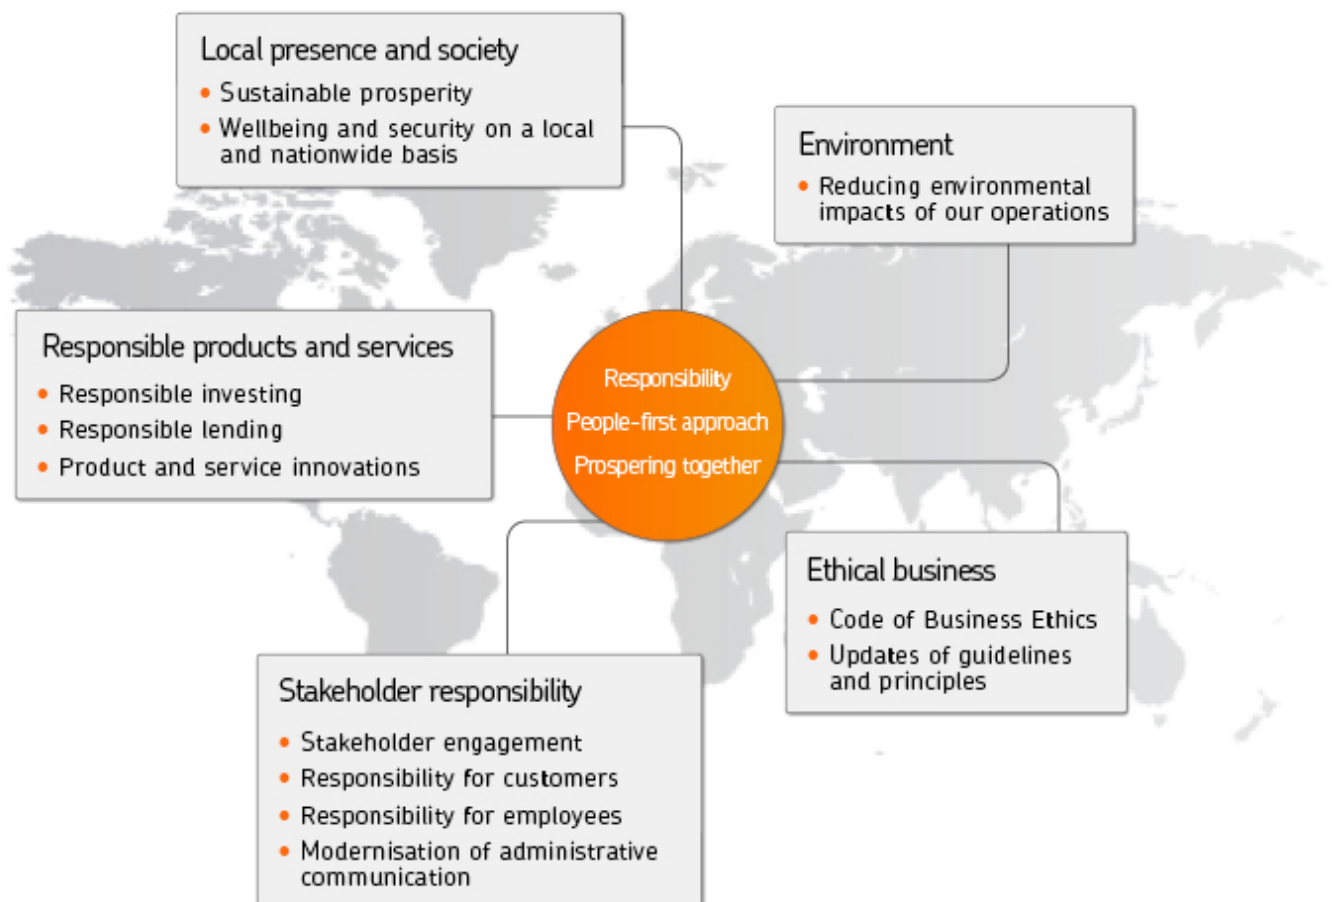 Local presence and society
• Sustainable prosperity
• Wellbeing and security on a local
and nationwide basis
Environment
• Reducing environmental
impacts of our operations
Responsible products and services
• Responsible investing
• Responsible lending
• Product and service innovations
Responsibility
People-first approach
Prospering together
Ethical business
• Code of Business Ethics
• Updates of guidelines
and principles
Stakeholder responsibility
• Stakeholder engagement
• Responsibility for customers
• Responsibility for employees
• Modernisation of administrative
communication